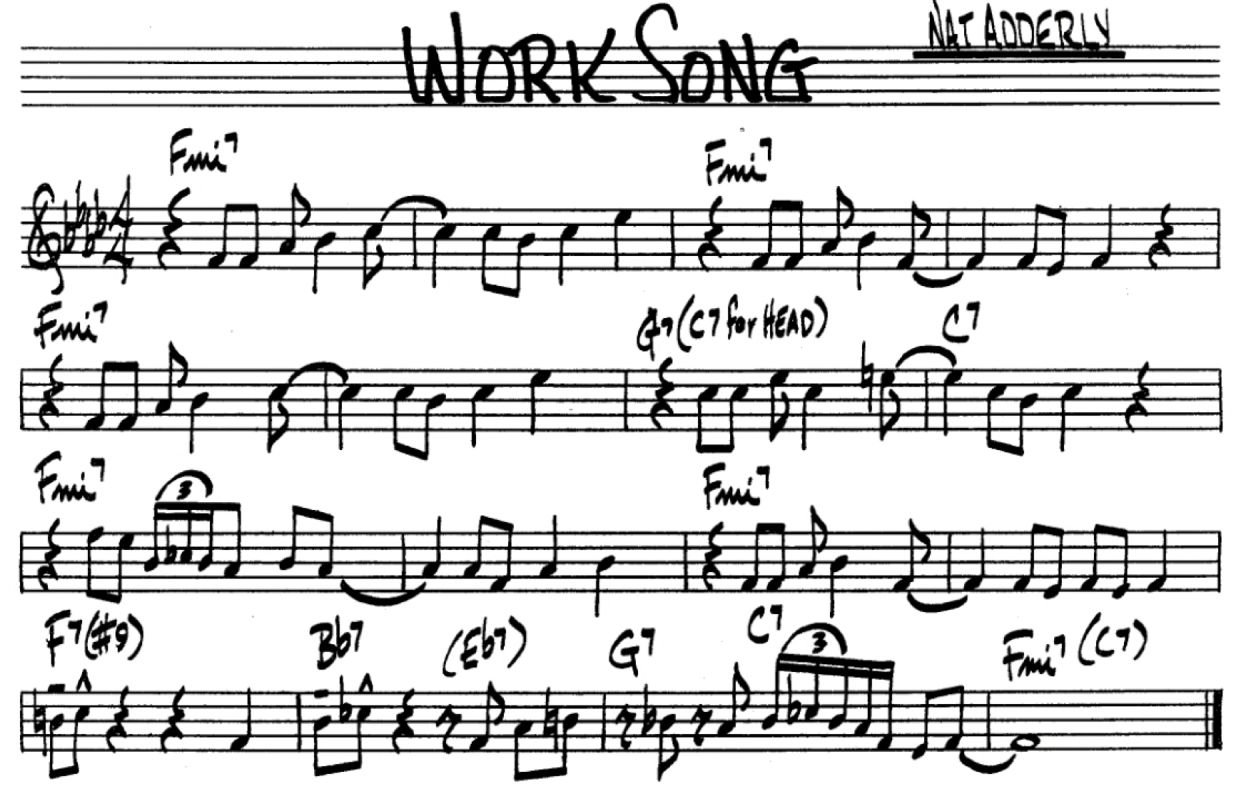 WORK SONG
NAT ADDERLY
Fmi7 Fmi7
Fmi7 G7 (C7 for HEAD) C7
Fmi7 3 Fmi7
F7(#9) Bb7 (Eb7) G7 C7 3 Fmi7 (C7)